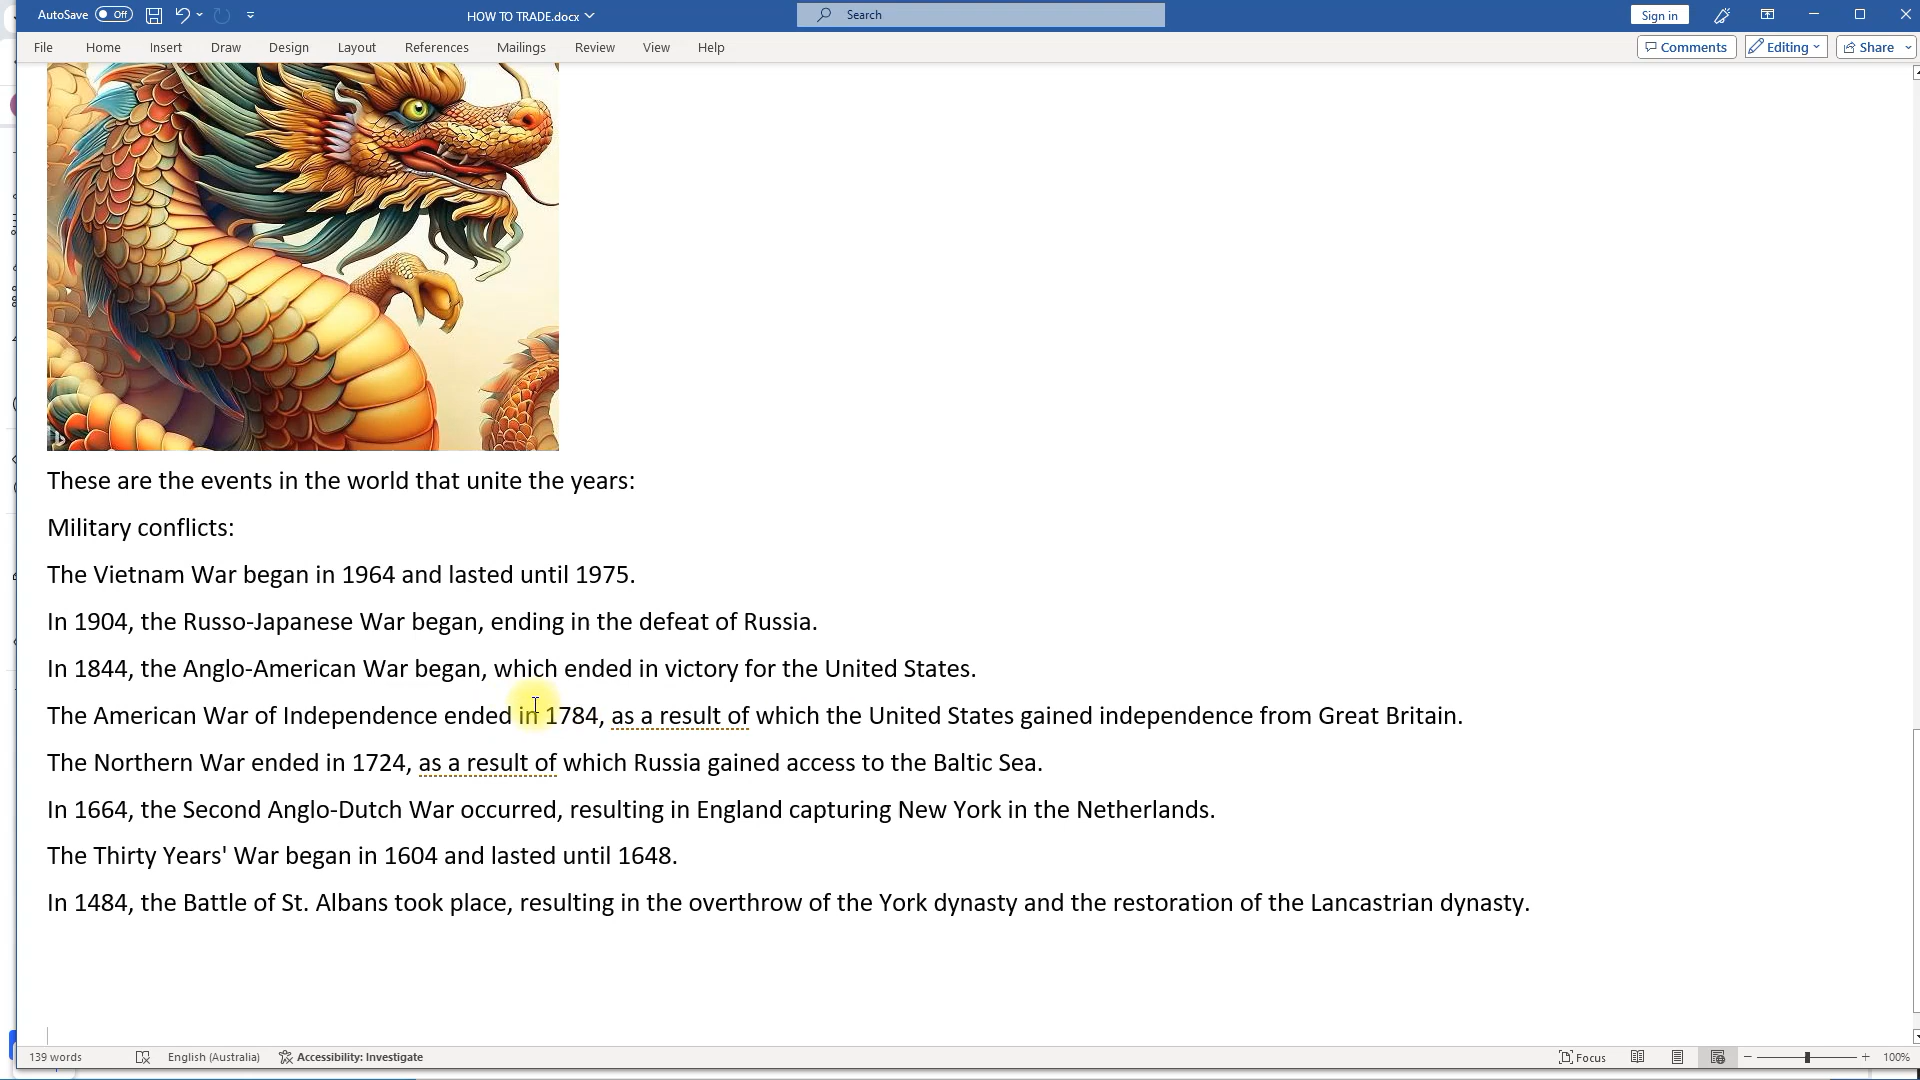 AutoSave Off HOW TO TRADE.docx Search Sign in
File Home Insert Draw Design Layout References Mailings Review View Help Comments Editing Share
These are the events in the world that unite the years:
Military conflicts:
The Vietnam War began in 1964 and lasted until 1975.
In 1904, the Russo-Japanese War began, ending in the defeat of Russia.
In 1844, the Anglo-American War began, which ended in victory for the United States.
The American War of Independence ended in 1784, as a result of which the United States gained independence from Great Britain.
The Northern War ended in 1724, as a result of which Russia gained access to the Baltic Sea.
In 1664, the Second Anglo-Dutch War occurred, resulting in England capturing New York in the Netherlands.
The Thirty Years' War began in 1604 and lasted until 1648.
In 1484, the Battle of St. Albans took place, resulting in the overthrow of the York dynasty and the restoration of the Lancastrian dynasty.
139 words English (Australia) Accessibility: Investigate Focus 100%